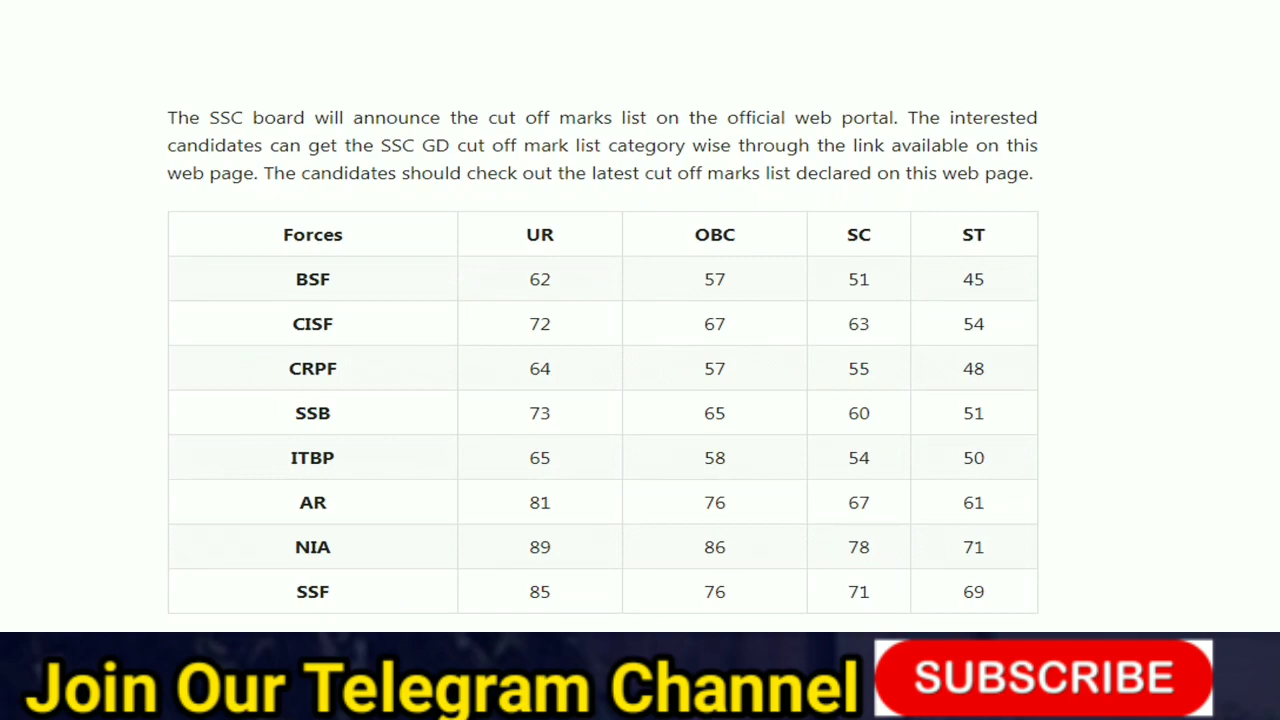 The SSC board will announce the cut off marks list on the official web portal. The interested
candidates can get the SSC GD cut off mark list category wise through the link available on this
web page. The candidates should check out the latest cut off marks list declared on this web page.
Forces UR OBC SC ST
BSF 62 57 51 45
CISF 72 67 63 54
CRPF 64 57 55 48
SSB 73 65 60 51
ITBP 65 58 54 50
AR 81 76 67 61
NIA 89 86 78 71
SSF 85 76 71 69
Join Our Telegram Channel SUBSCRIBE